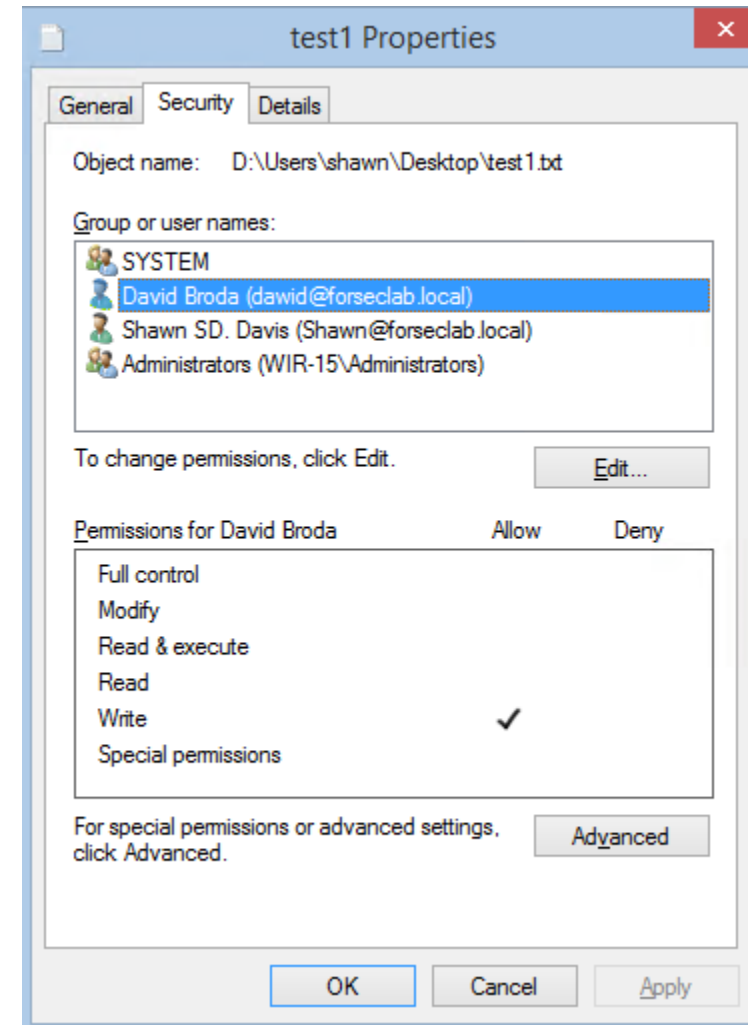 test1 Properties
General Security Details
Object name: D:\Users\shawn\Desktop\test1.txt
Group or user names:
SYSTEM
David Broda (dawid@forseclab.local)
Shawn SD. Davis (Shawn@forseclab.local)
Administrators (WIR-15\Administrators)
To change permissions, click Edit.
Edit...
Permissions for David Broda Allow Deny
Full control
Modify
Read & execute
Read
Write
Special permissions
For special permissions or advanced settings,
click Advanced.
Advanced
OK Cancel Apply